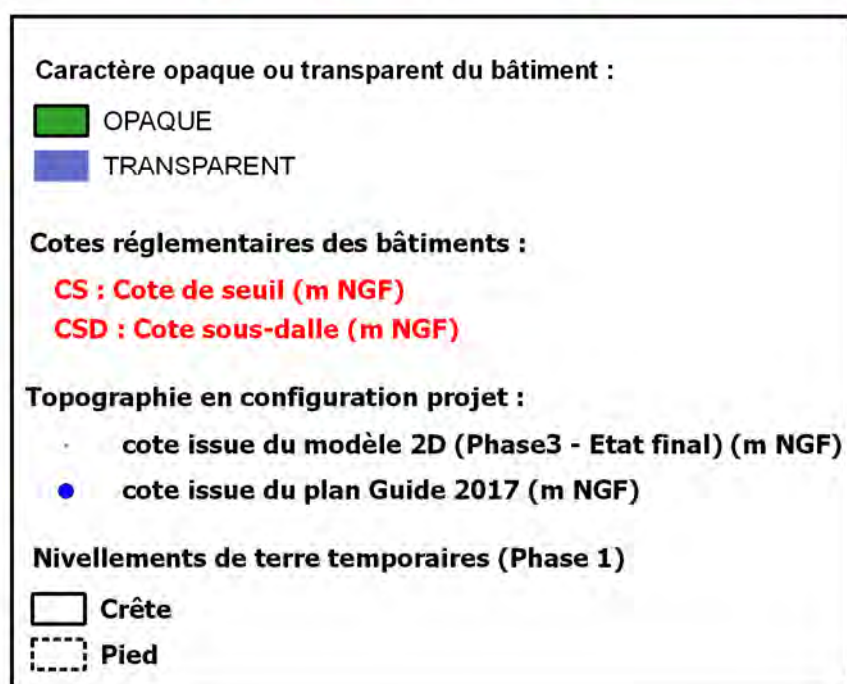 Caractère opaque ou transparent du bâtiment :
OPAQUE
TRANSPARENT
Cotes réglementaires des bâtiments :
CS : Cote de seuil (m NGF)
CSD : Cote sous-dalle (m NGF)
Topographie en configuration projet :
cote issue du modèle 2D (Phase3 - Etat final) (m NGF)
cote issue du plan Guide 2017 (m NGF)
Nivellements de terre temporaires (Phase 1)
Crête
Pied